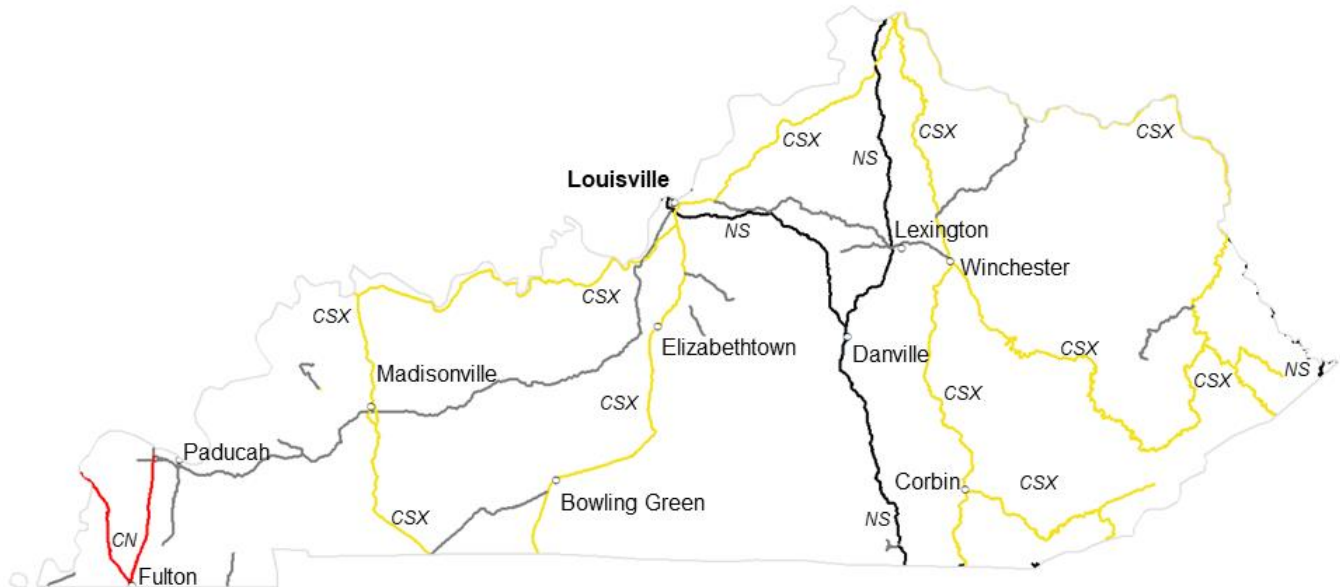 CSX
CSX
CSX
NS
Louisville
NS
Lexington
Winchester
CSX
CSX
Elizabethtown
Danville
CSX
NS
Madisonville
CSX
CSX
CSX
Paducah
Corbin
CSX
Bowling Green
CSX
NS
CN
Fulton